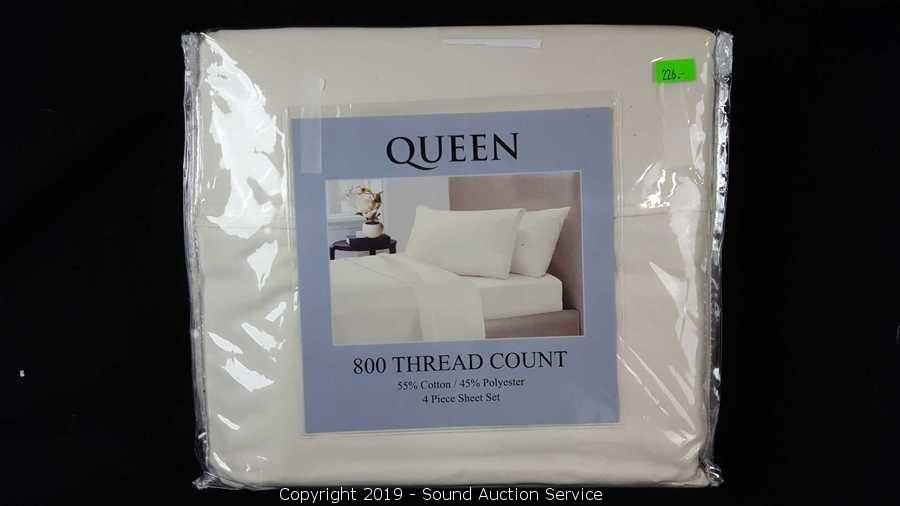 226.-
QUEEN
800 THREAD COUNT
55% Cotton / 45% Polyester
4 Piece Sheet Set
Copyright 2019 - Sound Auction Service